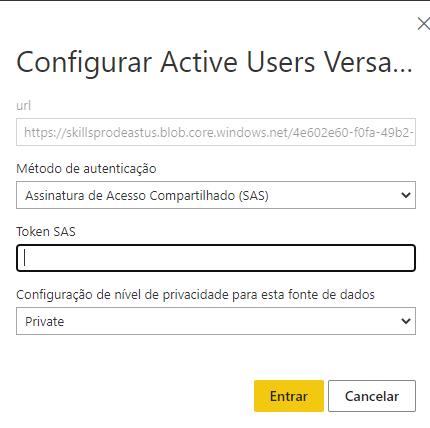 Configurar Active Users Versa...
url
https://skillsprodeastus.blob.core.windows.net/4e602e60-f0fa-49b2-
Método de autenticação
Assinatura de Acesso Compartilhado (SAS)
Token SAS
Configuração de nível de privacidade para esta fonte de dados
Private
Entrar
Cancelar